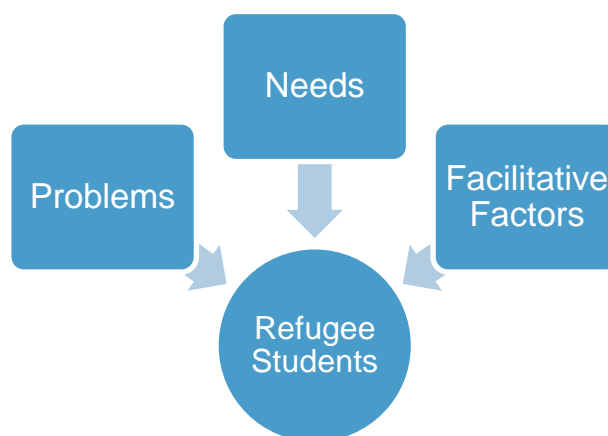 Needs
Problems
Facilitative
Factors
Refugee
Students